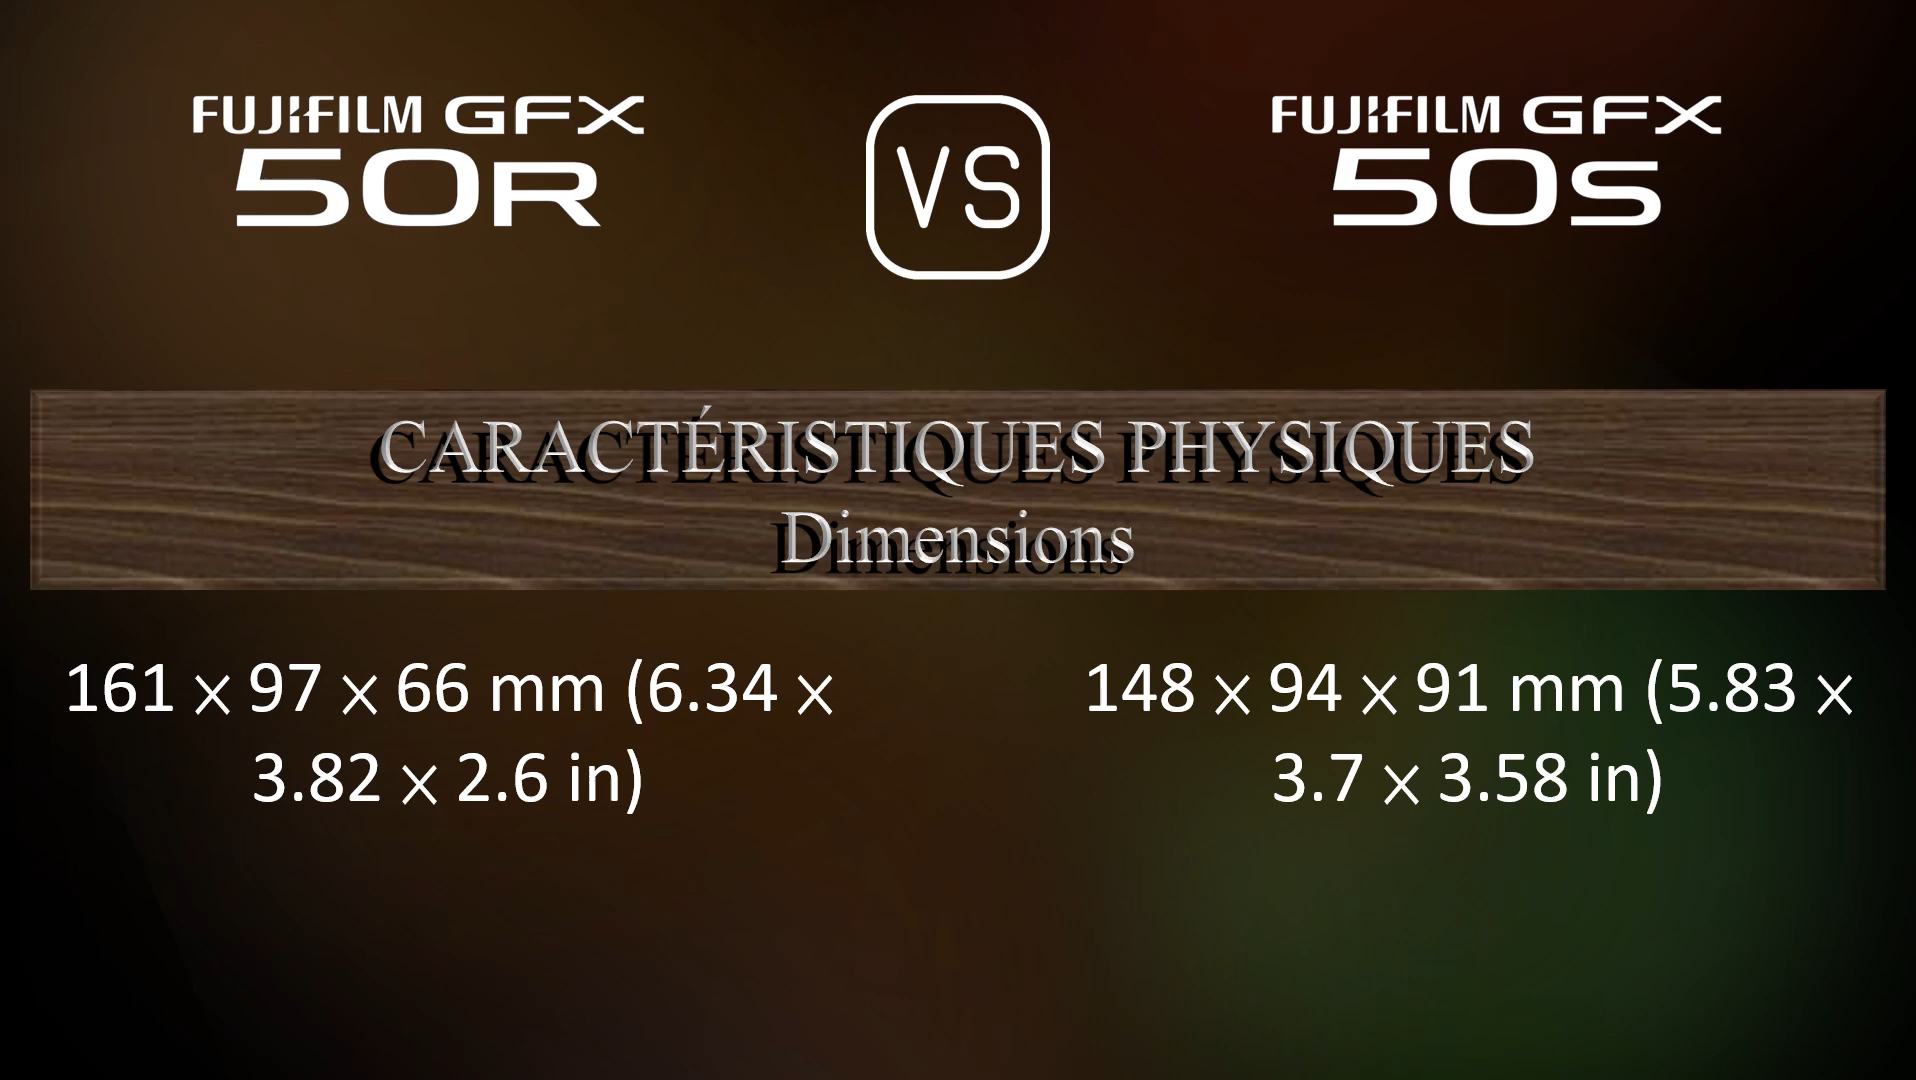 FUJIFILM GFX
50R
VS
FUJIFILM GFX
50S
CARACTÉRISTIQUES PHYSIQUES
Dimensions
161 x 97 x 66 mm (6.34 x
3.82 x 2.6 in)
148 x 94 x 91 mm (5.83 x
3.7 x 3.58 in)